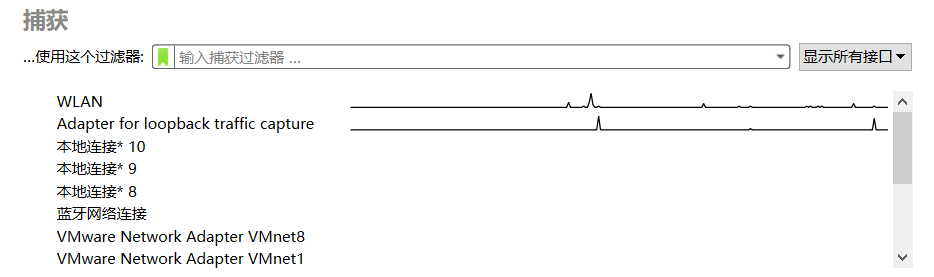 捕获
...使用这个过滤器: 输入捕获过滤器 ... 显示所有接口
WLAN
Adapter for loopback traffic capture
本地连接* 10
本地连接* 9
本地连接* 8
蓝牙网络连接
VMware Network Adapter VMnet8
VMware Network Adapter VMnet1